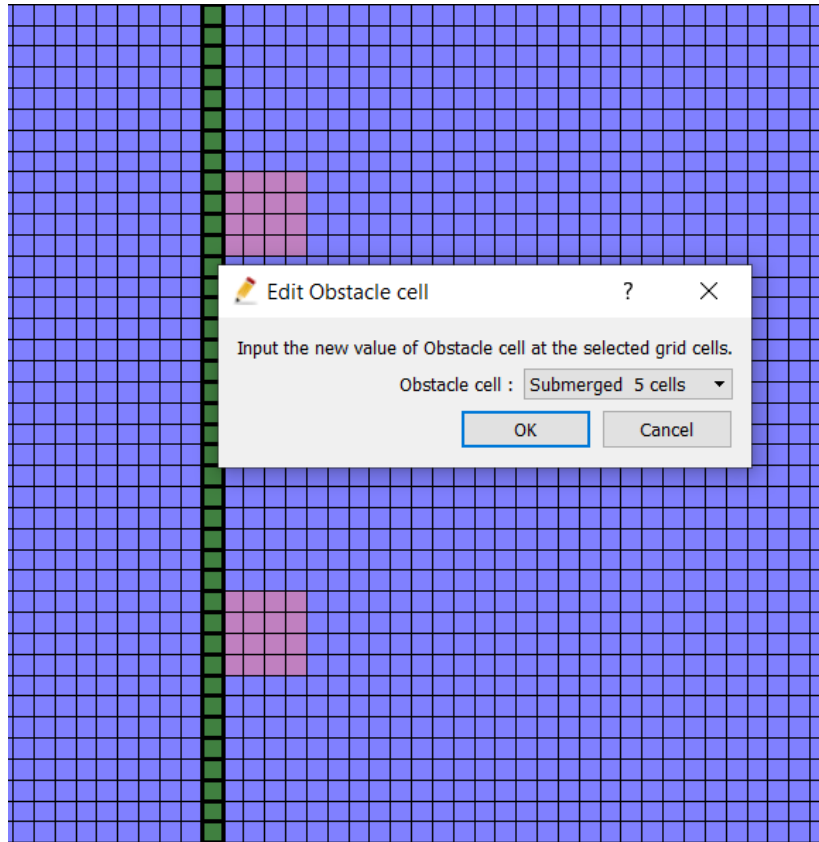 Edit Obstacle cell ?
Input the new value of Obstacle cell at the selected grid cells.
Obstacle cell : Submerged 5 cells
OK Cancel